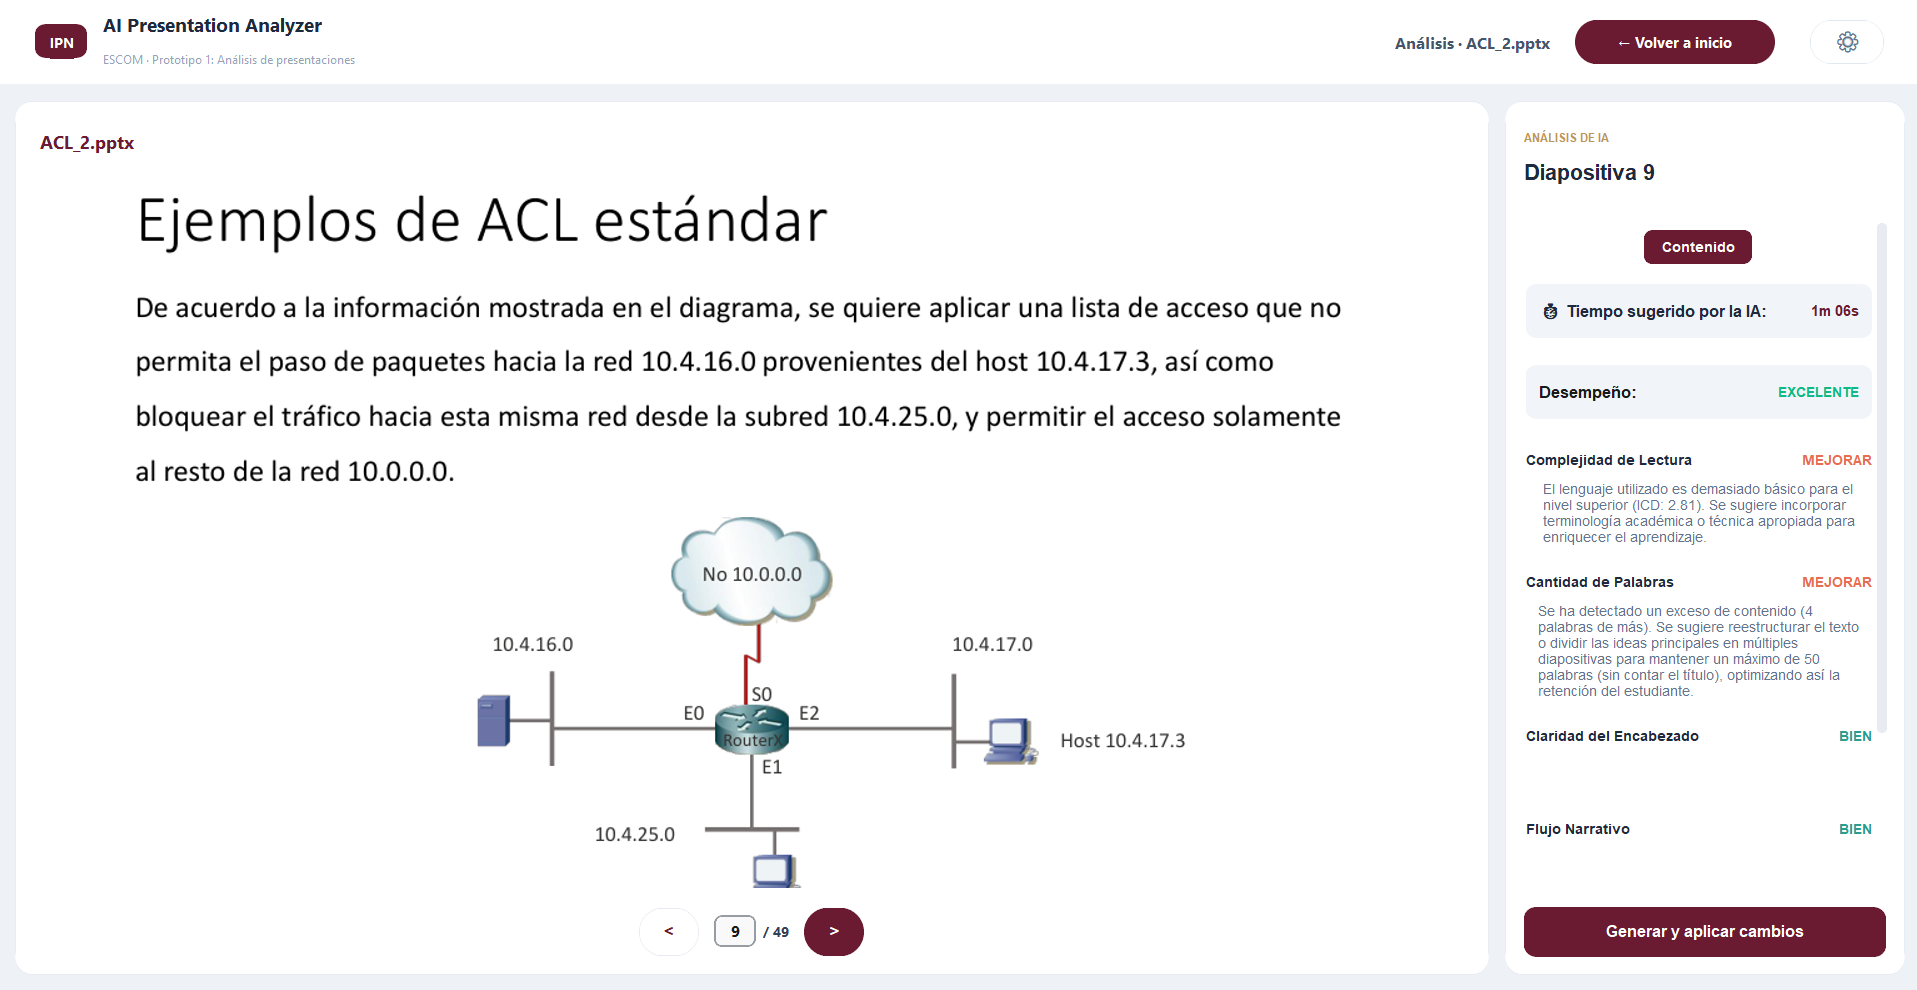 IPN
AI Presentation Analyzer
ESCOM · Prototipo 1: Análisis de presentaciones
Análisis · ACL_2.pptx
← Volver a inicio
ACL_2.pptx
Ejemplos de ACL estándar
De acuerdo a la información mostrada en el diagrama, se quiere aplicar una lista de acceso que no
permita el paso de paquetes hacia la red 10.4.16.0 provenientes del host 10.4.17.3, así como
bloquear el tráfico hacia esta misma red desde la subred 10.4.25.0, y permitir el acceso solamente
al resto de la red 10.0.0.0.
No 10.0.0.0
10.4.16.0
10.4.17.0
S0
E0
E2
RouterX
Host 10.4.17.3
E1
10.4.25.0
<
9
/ 49
>
ANÁLISIS DE IA
Diapositiva 9
Contenido
Tiempo sugerido por la IA:
1m 06s
Desempeño:
EXCELENTE
Complejidad de Lectura
MEJORAR
El lenguaje utilizado es demasiado básico para el
nivel superior (ICD: 2.81). Se sugiere incorporar
terminología académica o técnica apropiada para
enriquecer el aprendizaje.
Cantidad de Palabras
MEJORAR
Se ha detectado un exceso de contenido (4
palabras de más). Se sugiere reestructurar el texto
o dividir las ideas principales en múltiples
diapositivas para mantener un máximo de 50
palabras (sin contar el título), optimizando así la
retención del estudiante.
Claridad del Encabezado
BIEN
Flujo Narrativo
BIEN
Generar y aplicar cambios